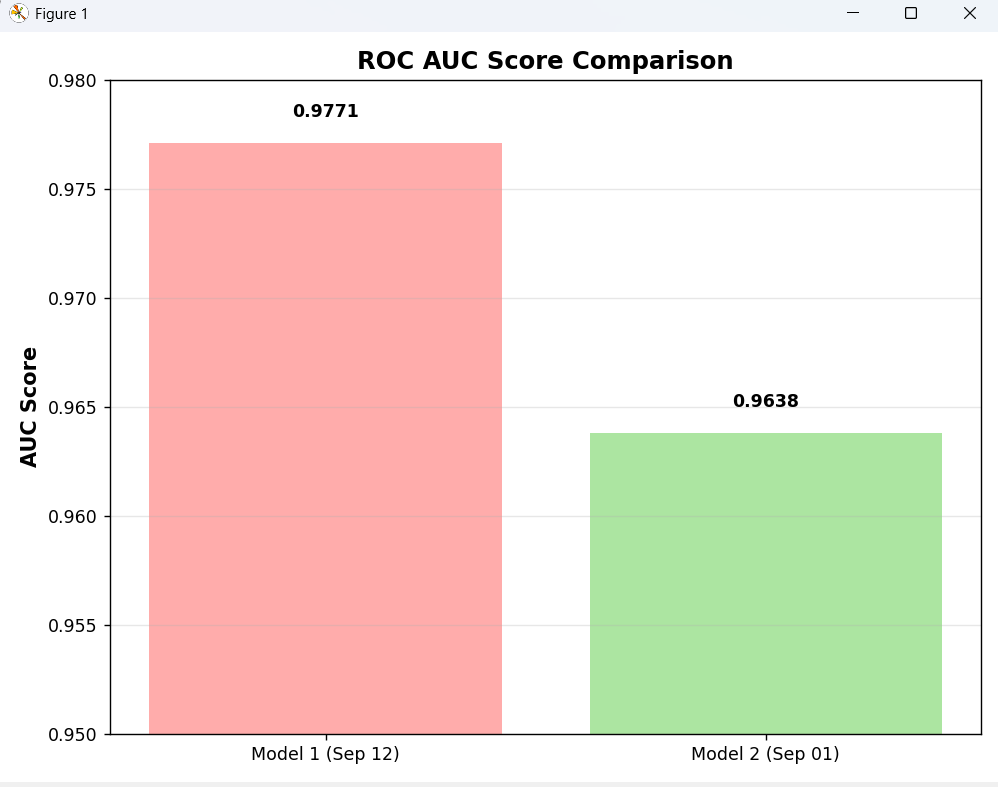 Figure 1
ROC AUC Score Comparison
0.980
0.9771
0.975
0.970
0.965
0.9638
0.960
0.955
0.950
AUC Score
Model 1 (Sep 12)
Model 2 (Sep 01)